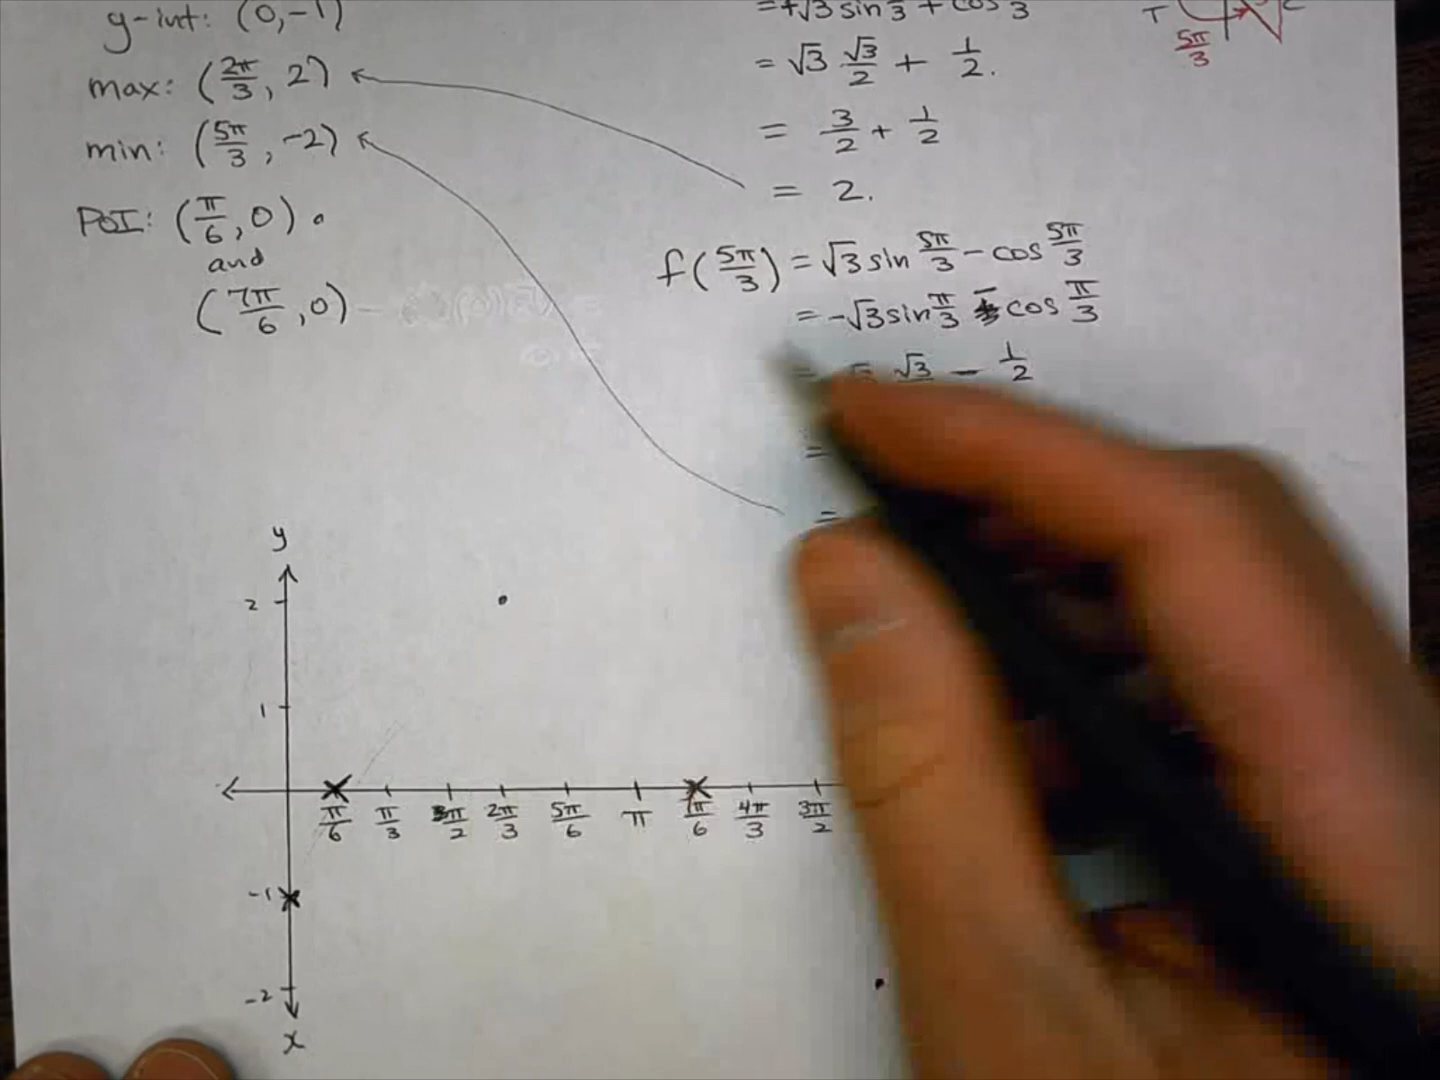 y-int: (0,-1)
max: (2π/3, 2)
min: (5π/3, -2)
POI: (π/6, 0)
and
(7π/6, 0)
= √3 √3/2 + 1/2.
= 3/2 + 1/2
= 2.
f(5π/3) = √3 sin 5π/3 - cos 5π/3
= -√3 sin π/3 - cos π/3
√3 - 1/2
=
=
T
5π/3
y
2
1
π/6 π/3 π/2 2π/3 5π/6 π 7π/6 4π/3 3π/2
-1
-2
x